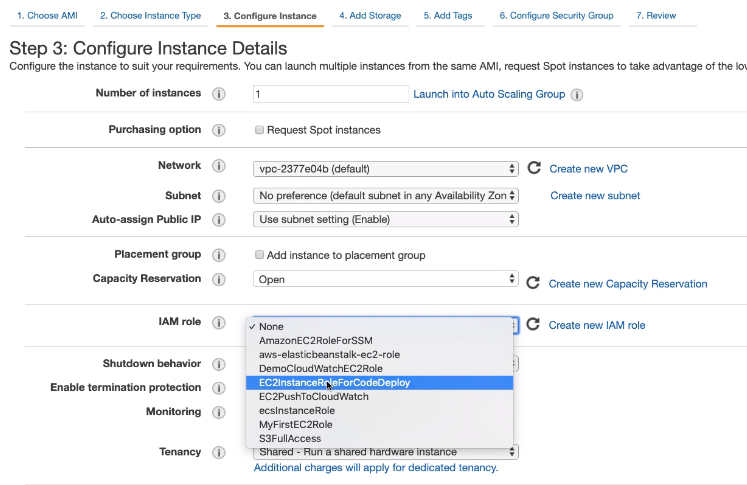 1. Choose AMI 2. Choose Instance Type 3. Configure Instance 4. Add Storage 5. Add Tags 6. Configure Security Group 7. Review
Step 3: Configure Instance Details
Configure the instance to suit your requirements. You can launch multiple instances from the same AMI, request Spot instances to take advantage of the
Number of instances 1 Launch into Auto Scaling Group
Purchasing option Request Spot instances
Network vpc-2377e04b (default) Create new VPC
Subnet No preference (default subnet in any Availability Zon Create new subnet
Auto-assign Public IP Use subnet setting (Enable)
Placement group Add instance to placement group
Capacity Reservation Open Create new Capacity Reservation
IAM role ✓ None Create new IAM role
AmazonEC2RoleForSSM
aws-elasticbeanstalk-ec2-role
DemoCloudWatchEC2Role
Shutdown behavior
EC2InstanceRoleForCodeDeploy
Enable termination protection
EC2PushToCloudWatch
ecsInstanceRole
Monitoring
MyFirstEC2Role
S3FullAccess
Tenancy Shared - Run a shared hardware instance
Additional charges will apply for dedicated tenancy.